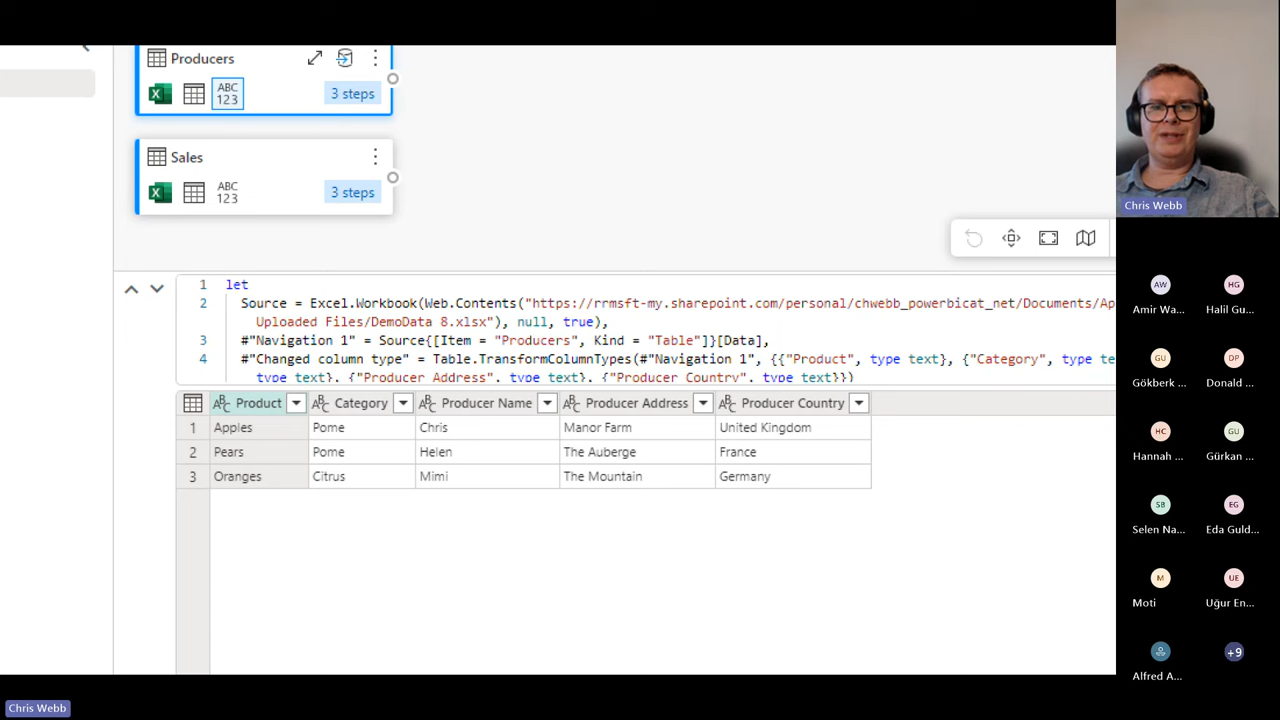 Producers
ABC
123
3 steps
Sales
ABC
123
3 steps
1 let
2 Source = Excel.Workbook(Web.Contents("https://rrmsft-my.sharepoint.com/personal/chwebb_powerbicat_net/Documents/Ap
Uploaded Files/DemoData 8.xlsx"), null, true),
3 #"Navigation 1" = Source{[Item = "Producers", Kind = "Table"]}[Data],
4 #"Changed column type" = Table.TransformColumnTypes(#"Navigation 1", {{"Product", type text}, {"Category", type te
type text}, {"Producer Address", type text}, {"Producer Country", type text}})
ABC Product ABC Category ABC Producer Name ABC Producer Address ABC Producer Country
1 Apples Pome Chris Manor Farm United Kingdom
2 Pears Pome Helen The Auberge France
3 Oranges Citrus Mimi The Mountain Germany
Chris Webb
AW HG
Amir Wa... Halil Gu...
GU DP
Gökberk ... Donald ...
HC GU
Hannah ... Gürkan ...
SB EG
Selen Na... Eda Guld...
M UE
Moti Uğur En...
+9
Alfred A...
Chris Webb